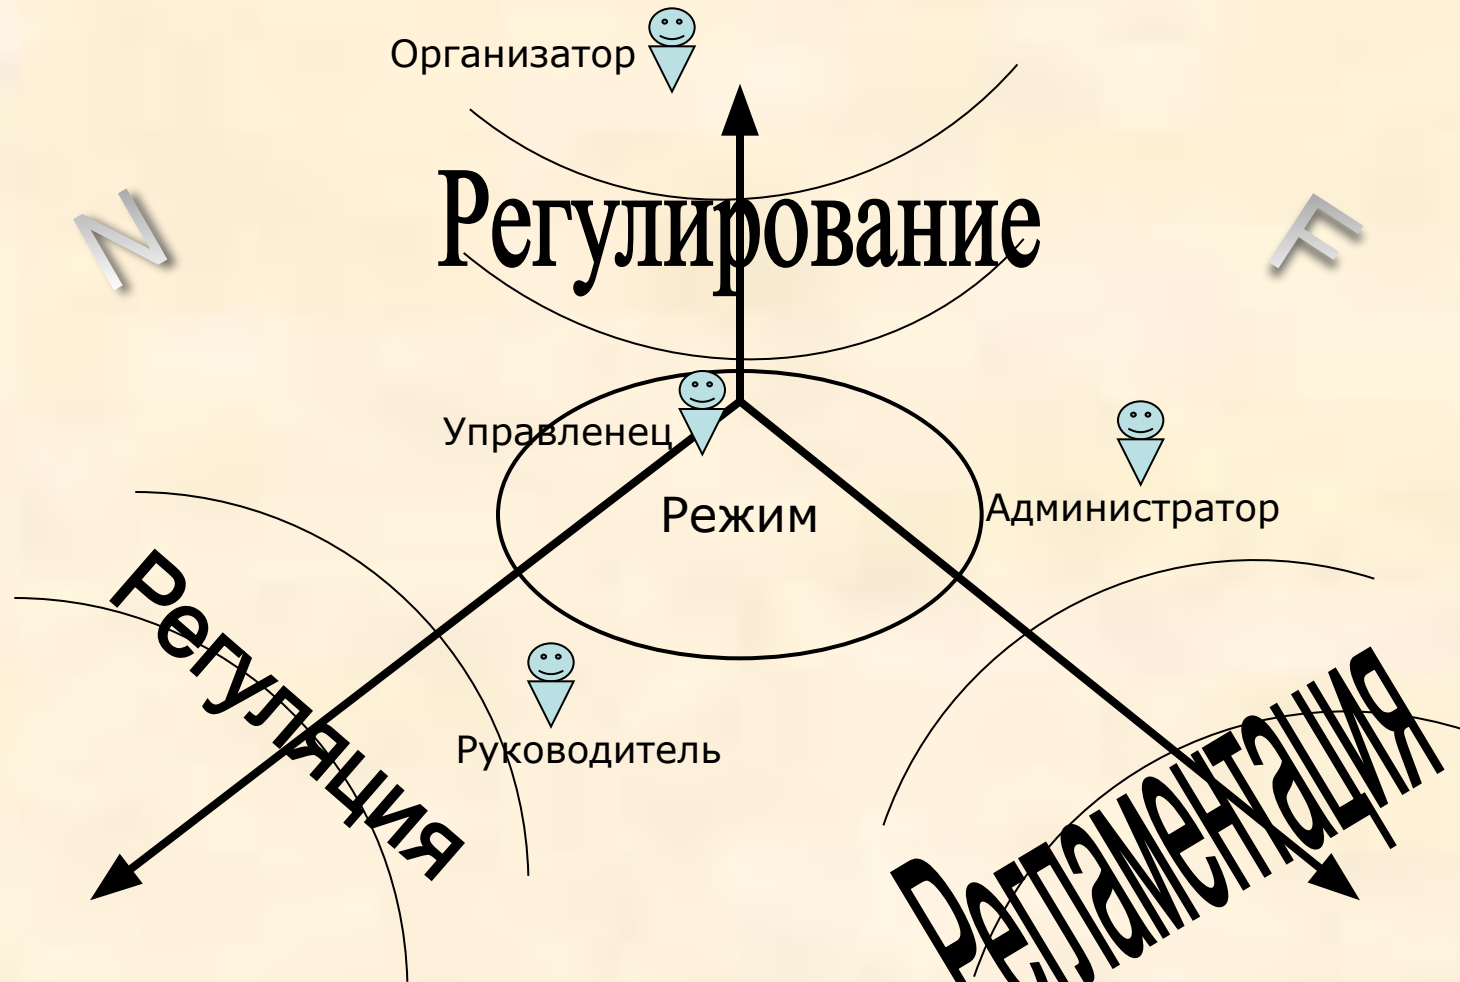 Организатор
N
Регулирование
F
Управленец
Режим
Администратор
Регуляция
Руководитель
Регламентация